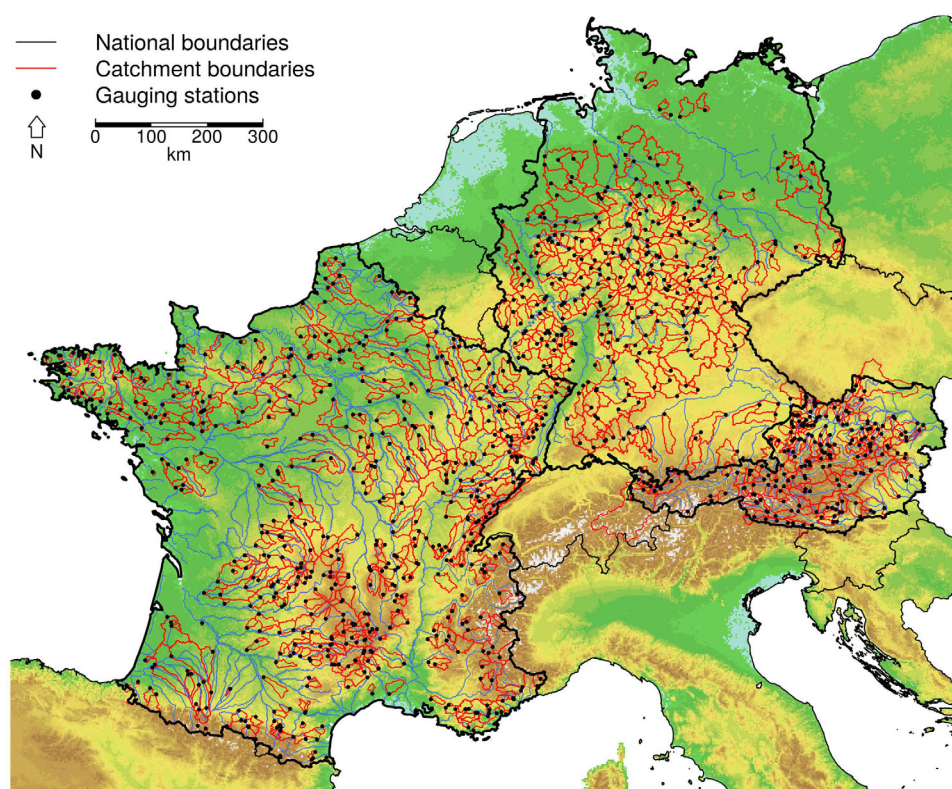 National boundaries
Catchment boundaries
Gauging stations
N
0 100 200 300
km